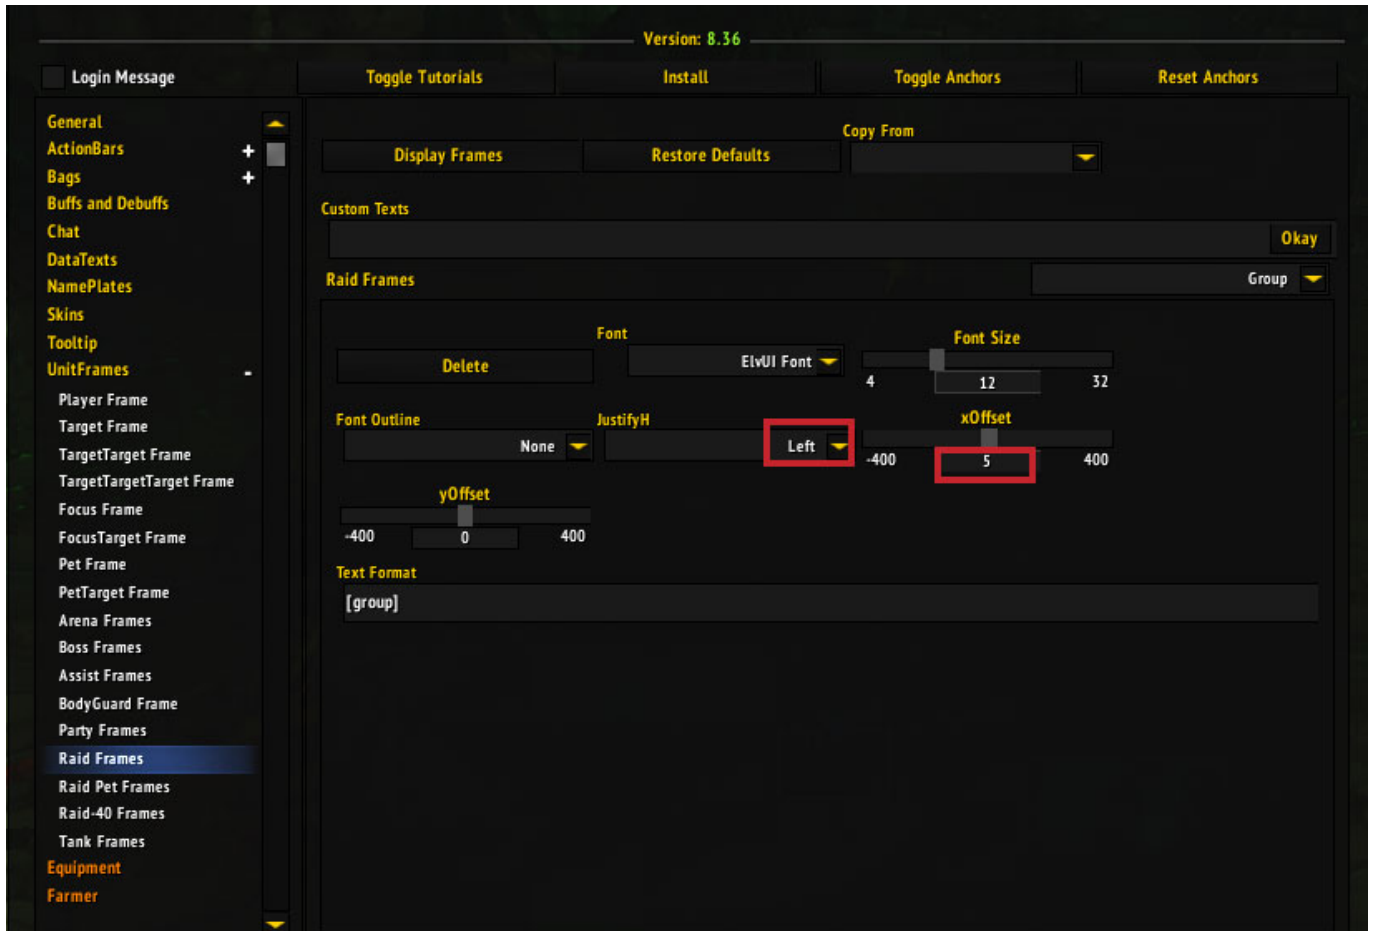 Version: 8.36
Login Message
Toggle Tutorials
Install
Toggle Anchors
Reset Anchors
General
ActionBars +
Bags +
Buffs and Debuffs
Chat
DataTexts
NamePlates
Skins
Tooltip
UnitFrames -
Player Frame
Target Frame
TargetTarget Frame
TargetTargetTarget Frame
Focus Frame
FocusTarget Frame
Pet Frame
PetTarget Frame
Arena Frames
Boss Frames
Assist Frames
BodyGuard Frame
Party Frames
Raid Frames
Raid Pet Frames
Raid-40 Frames
Tank Frames
Equipment
Farmer
Copy From
Display Frames
Restore Defaults
Custom Texts
Okay
Raid Frames
Group
Delete
Font
ElvUI Font
Font Size
4 12 32
Font Outline
None
JustifyH
Left
xOffset
-400 5 400
yOffset
-400 0 400
Text Format
[group]